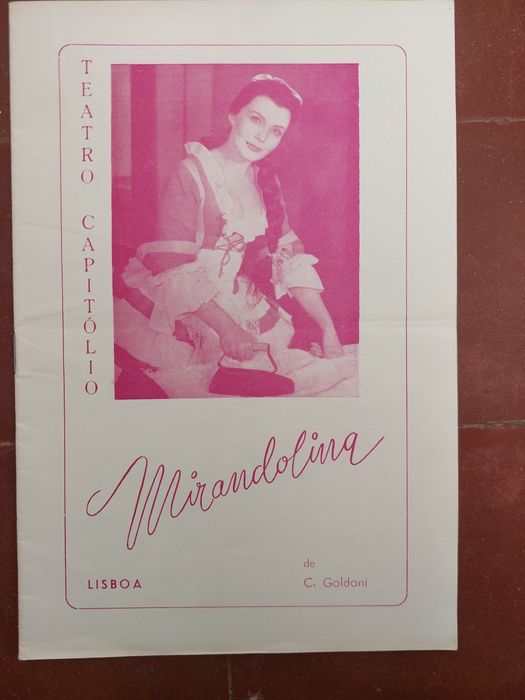 TEATRO CAPITÓLIO
Mirandolina
de
C. Goldoni
LISBOA